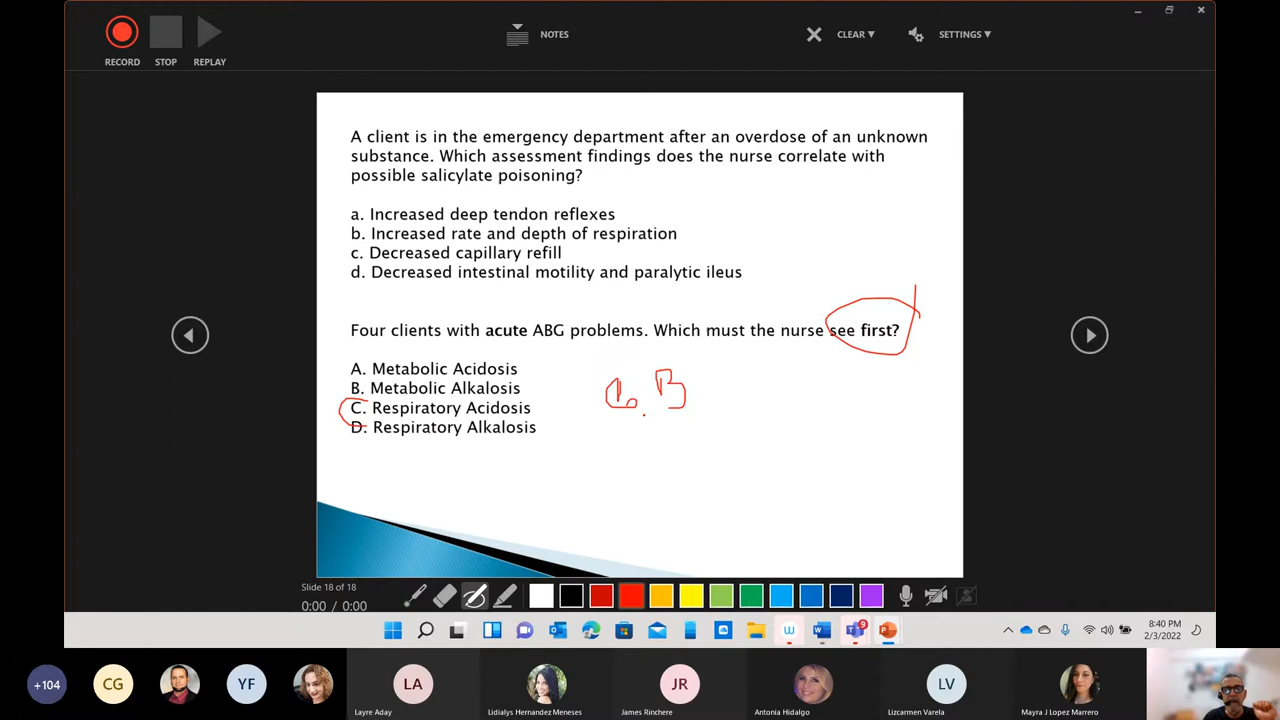 NOTES
CLEAR ▼
SETTINGS ▼
RECORD
STOP
REPLAY
A client is in the emergency department after an overdose of an unknown
substance. Which assessment findings does the nurse correlate with
possible salicylate poisoning?
a. Increased deep tendon reflexes
b. Increased rate and depth of respiration
c. Decreased capillary refill
d. Decreased intestinal motility and paralytic ileus
Four clients with acute ABG problems. Which must the nurse see first?
A. Metabolic Acidosis
B. Metabolic Alkalosis
C. Respiratory Acidosis
D. Respiratory Alkalosis
B
Slide 18 of 18
0:00 / 0:00
9
8:40 PM
2/3/2022
+104
CG
YF
LA
JR
LV
Layre Aday
Lidialys Hernandez Meneses
James Rinchere
Antonia Hidalgo
Lizcarmen Varela
Mayra J Lopez Marrero